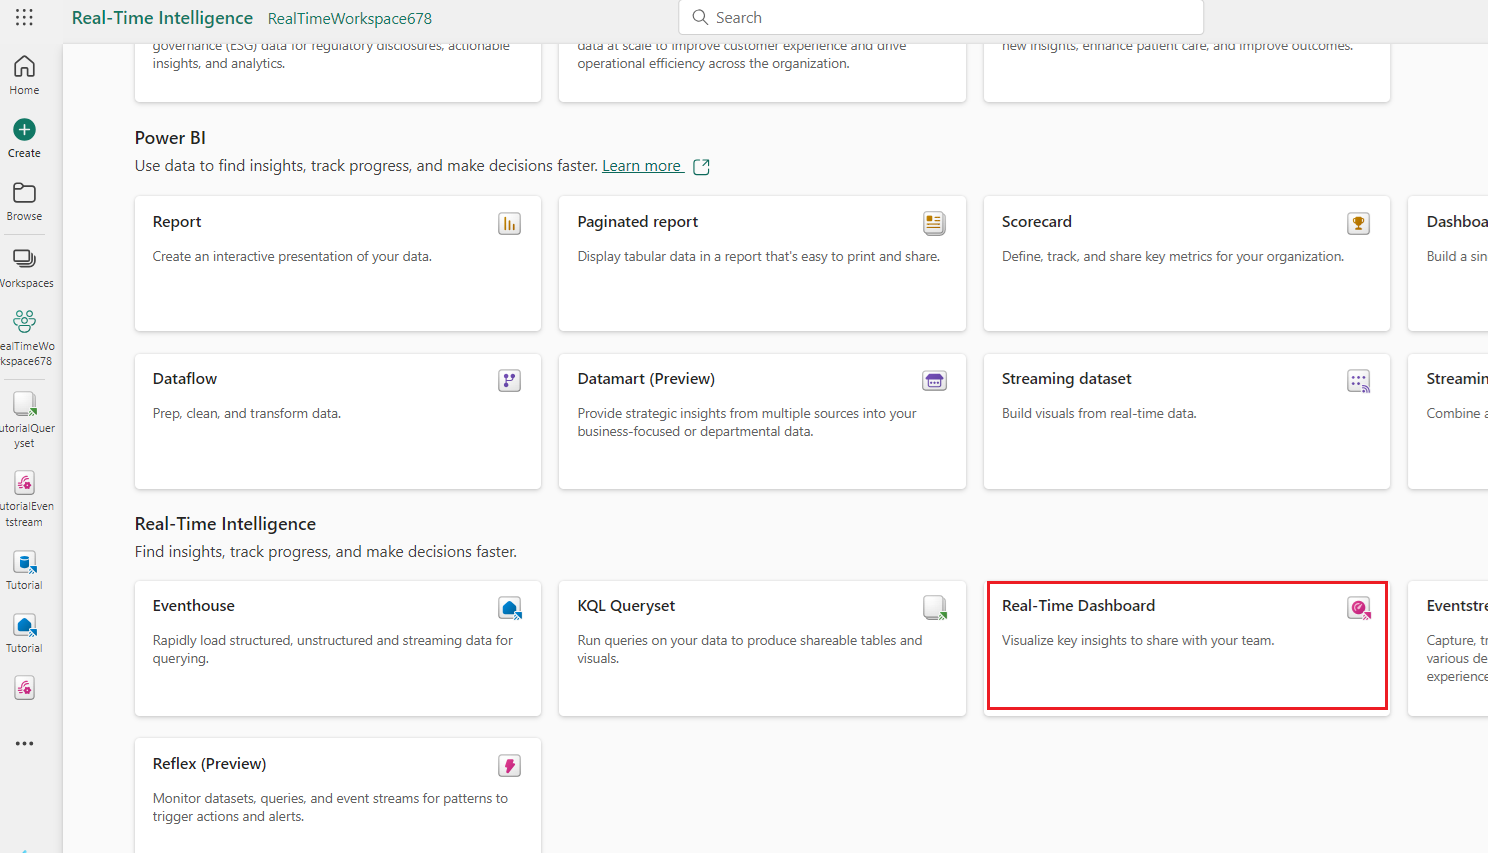 Real-Time Intelligence RealTimeWorkspace678
Search
Home
Create
Browse
Workspaces
ealTimeWo
kspace678
utorialQuer
yset
utorialEven
tstream
Tutorial
Tutorial
governance (ESG) data for regulatory disclosures, actionable
insights, and analytics.
data at scale to improve customer experience and drive
operational efficiency across the organization.
new insights, enhance patient care, and improve outcomes.
Power BI
Use data to find insights, track progress, and make decisions faster. Learn more
Report
Create an interactive presentation of your data.
Paginated report
Display tabular data in a report that's easy to print and share.
Scorecard
Define, track, and share key metrics for your organization.
Dashboa
Build a sin
Dataflow
Prep, clean, and transform data.
Datamart (Preview)
Provide strategic insights from multiple sources into your
business-focused or departmental data.
Streaming dataset
Build visuals from real-time data.
Streamin
Combine a
Real-Time Intelligence
Find insights, track progress, and make decisions faster.
Eventhouse
Rapidly load structured, unstructured and streaming data for
querying.
KQL Queryset
Run queries on your data to produce shareable tables and
visuals.
Real-Time Dashboard
Visualize key insights to share with your team.
Eventstre
Capture, t
various de
experience
Reflex (Preview)
Monitor datasets, queries, and event streams for patterns to
trigger actions and alerts.